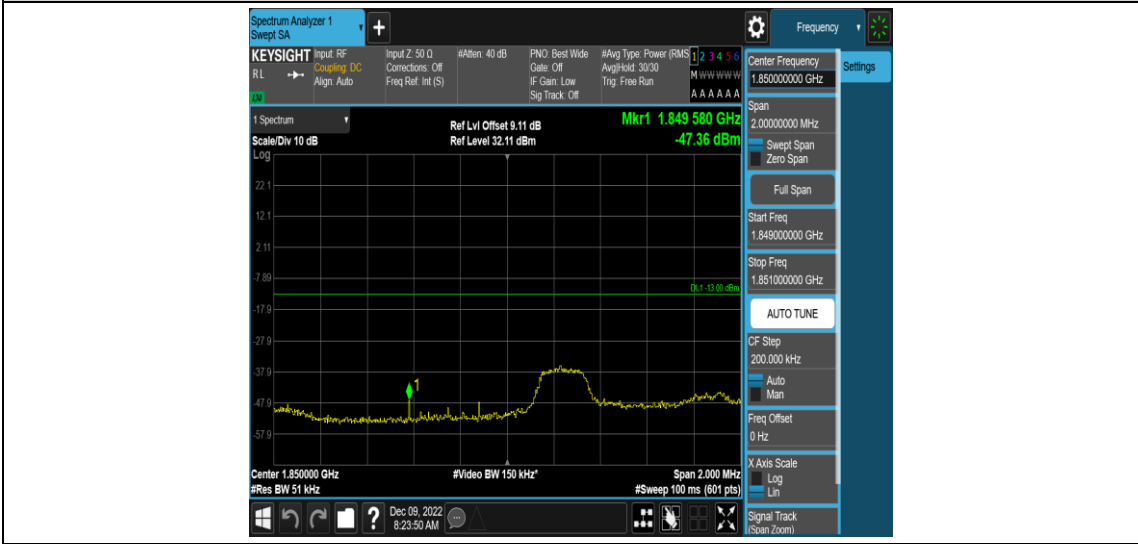 Spectrum Analyzer 1
Swept SA
+
Frequency
KEYSIGHT
RL
Input: RF
Coupling: DC
Align: Auto
Input Z: 50 Ω
Corrections: Off
Freq Ref: Int (S)
#Atten: 40 dB
PNO: Best Wide
Gate: Off
IF Gain: Low
Sig Track: Off
#Avg Type: Power (RMS
Avg|Hold: 30/30
Trig: Free Run
1 2 3 4 5 6
M W W W W W
A A A A A A
1 Spectrum
Scale/Div 10 dB
Log
Ref Lvl Offset 9.11 dB
Ref Level 32.11 dBm
Mkr1 1.849 580 GHz
-47.36 dBm
22.1
12.1
2.11
-7.89
DL1 -13.00 dBm
-17.9
-27.9
-37.9
1
-47.9
-57.9
Center 1.850000 GHz
#Res BW 51 kHz
#Video BW 150 kHz*
Span 2.000 MHz
#Sweep 100 ms (601 pts)
?
Dec 09, 2022
8:23:50 AM
Center Frequency
1.850000000 GHz
Settings
Span
2.00000000 MHz
Swept Span
Zero Span
Full Span
Start Freq
1.849000000 GHz
Stop Freq
1.851000000 GHz
AUTO TUNE
CF Step
200.000 kHz
Auto
Man
Freq Offset
0 Hz
X Axis Scale
Log
Lin
Signal Track
(Span Zoom)